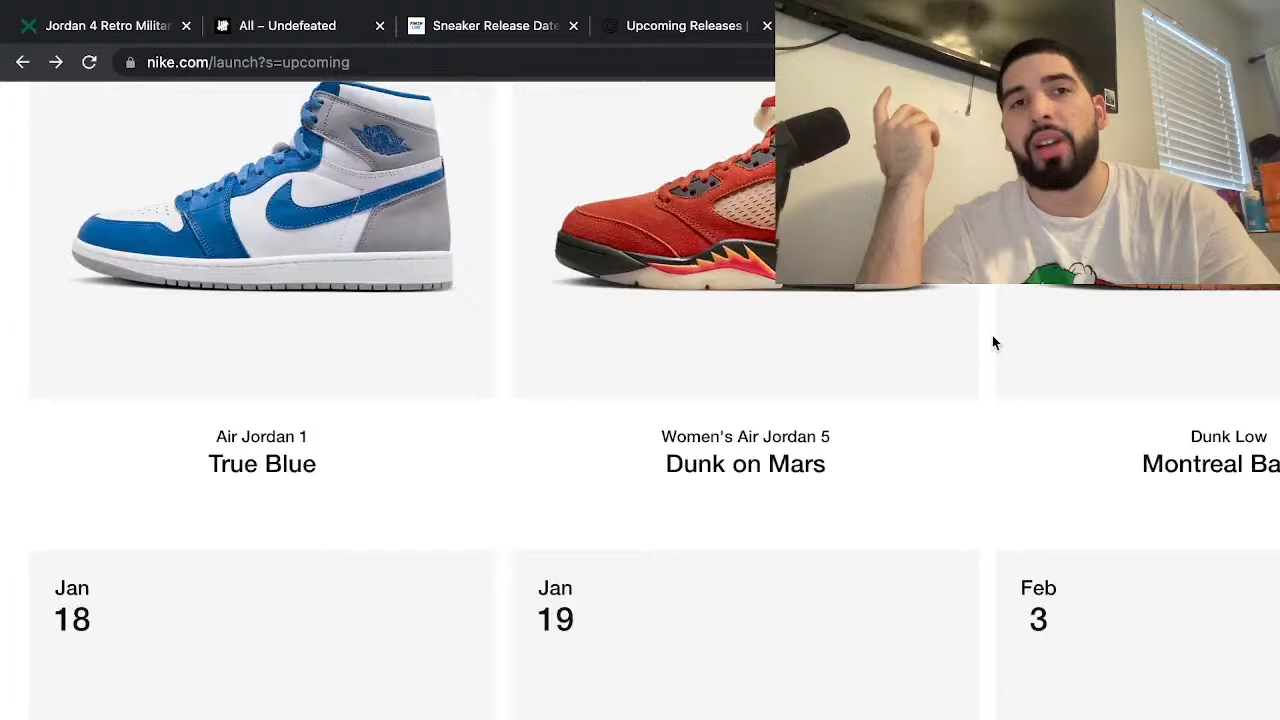 Jordan 4 Retro Militar
All – Undefeated
Sneaker Release Date
Upcoming Releases |
nike.com/launch?s=upcoming
Air Jordan 1
True Blue
Women's Air Jordan 5
Dunk on Mars
Dunk Low
Montreal Ba
Jan
18
Jan
19
Feb
3